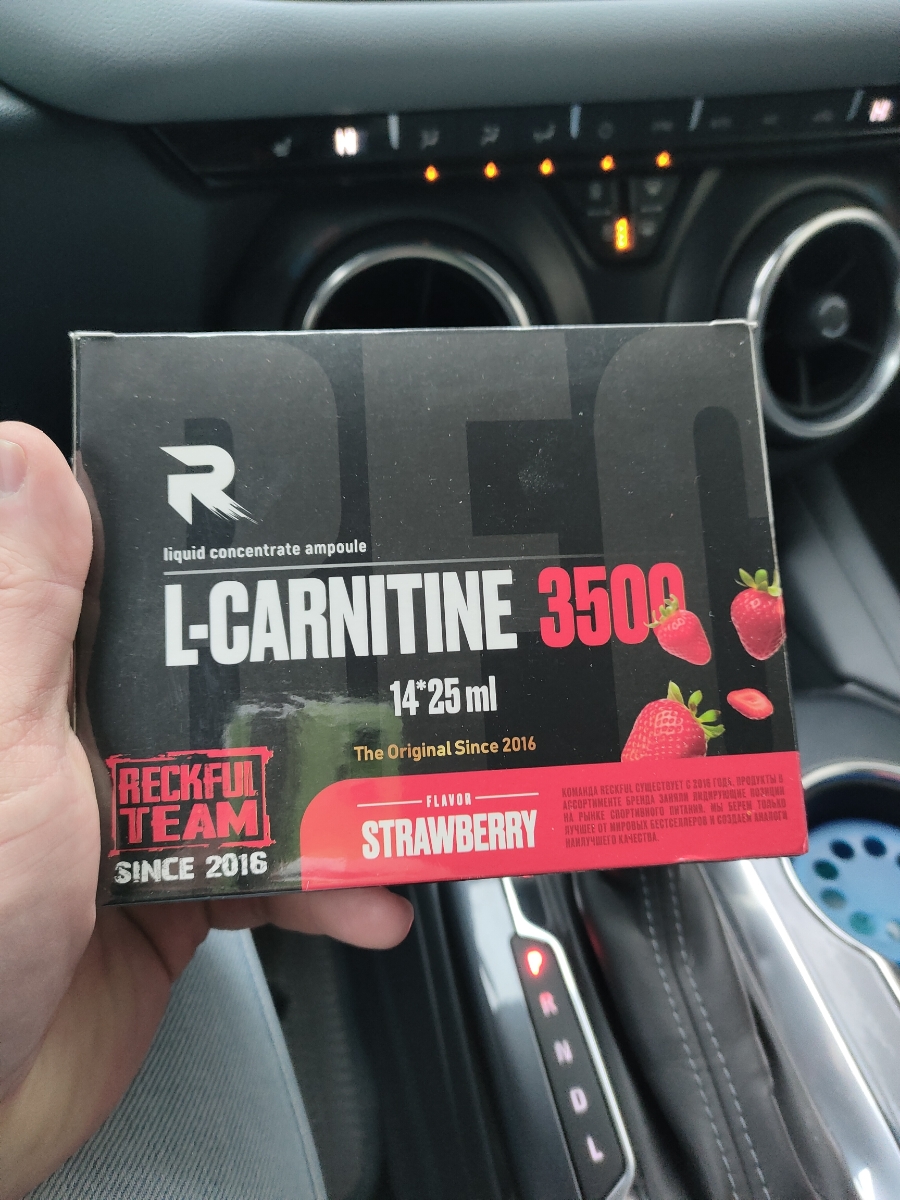 REC
R
liquid concentrate ampoule
L-CARNITINE 3500
14*25 ml
The Original Since 2016
RECKFUL
TEAM
SINCE 2016
FLAVOR
STRAWBERRY
КОМАНДА RECKFUL СУЩЕСТВУЕТ С 2016 ГОДА. ПРОДУКТЫ В
АССОРТИМЕНТЕ БРЕНДА ЗАНЯЛИ ЛИДИРУЮЩИЕ ПОЗИЦИИ
НА РЫНКЕ СПОРТИВНОГО ПИТАНИЯ. МЫ БЕРЕМ ТОЛЬКО
ЛУЧШЕЕ ОТ МИРОВЫХ БЕСТСЕЛЛЕРОВ И СОЗДАЕМ АНАЛОГИ
НАИЛУЧШЕГО КАЧЕСТВА.
P
R
N
D
L